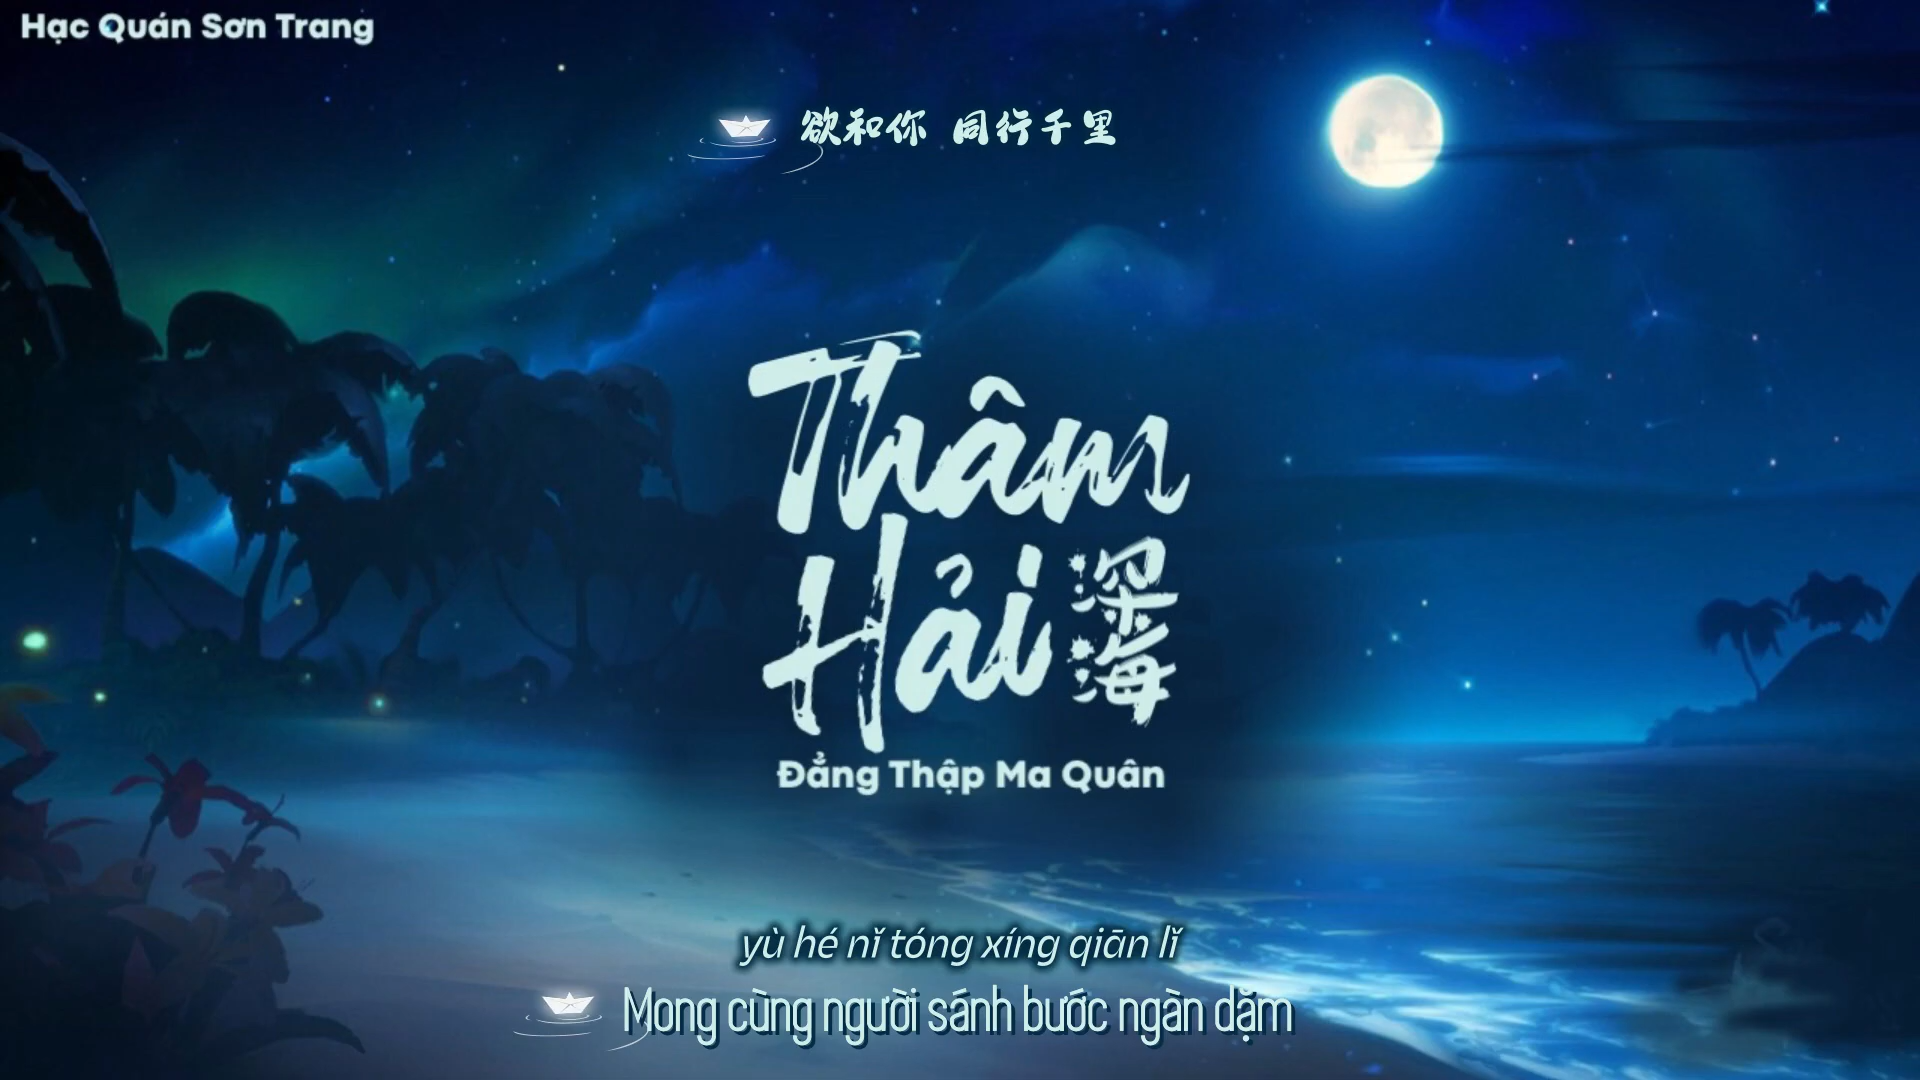 Hạc Quán Sơn Trang
欲和你 同行千里
Thâm
Hải 深海
Đẳng Thập Ma Quân
yù hé nǐ tóng xíng qiān lǐ
Mong cùng người sánh bước ngàn dặm